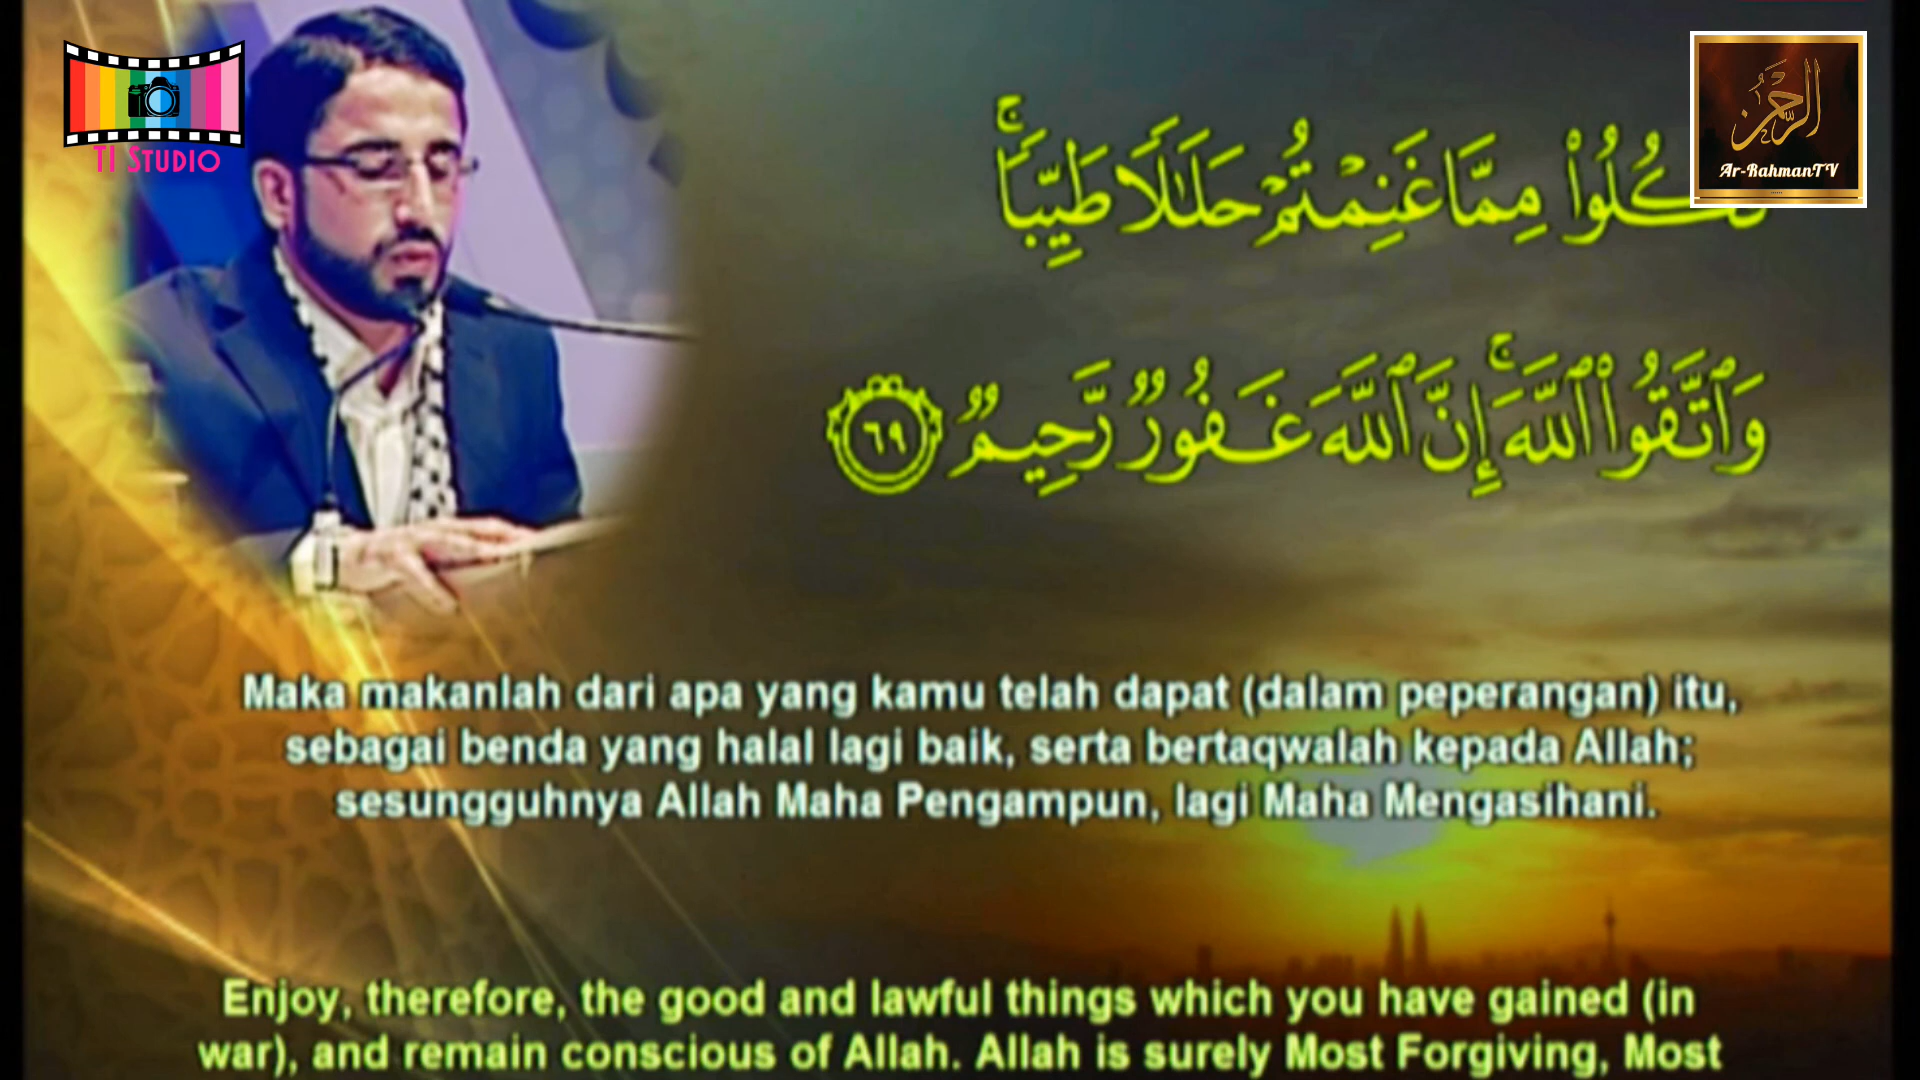 TI STUDIO
الرحمن
Ar-RahmanTV
فَكُلُوا۟ مِمَّا غَنِمْتُمْ حَلَـٰلًا طَيِّبًا ۚ
وَٱتَّقُوا۟ ٱللَّهَ ۚ إِنَّ ٱللَّهَ غَفُورٌ رَّحِيمٌ ٦٩
Maka makanlah dari apa yang kamu telah dapat (dalam peperangan) itu,
sebagai benda yang halal lagi baik, serta bertaqwalah kepada Allah;
sesungguhnya Allah Maha Pengampun, lagi Maha Mengasihani.
Enjoy, therefore, the good and lawful things which you have gained (in
war), and remain conscious of Allah. Allah is surely Most Forgiving, Most